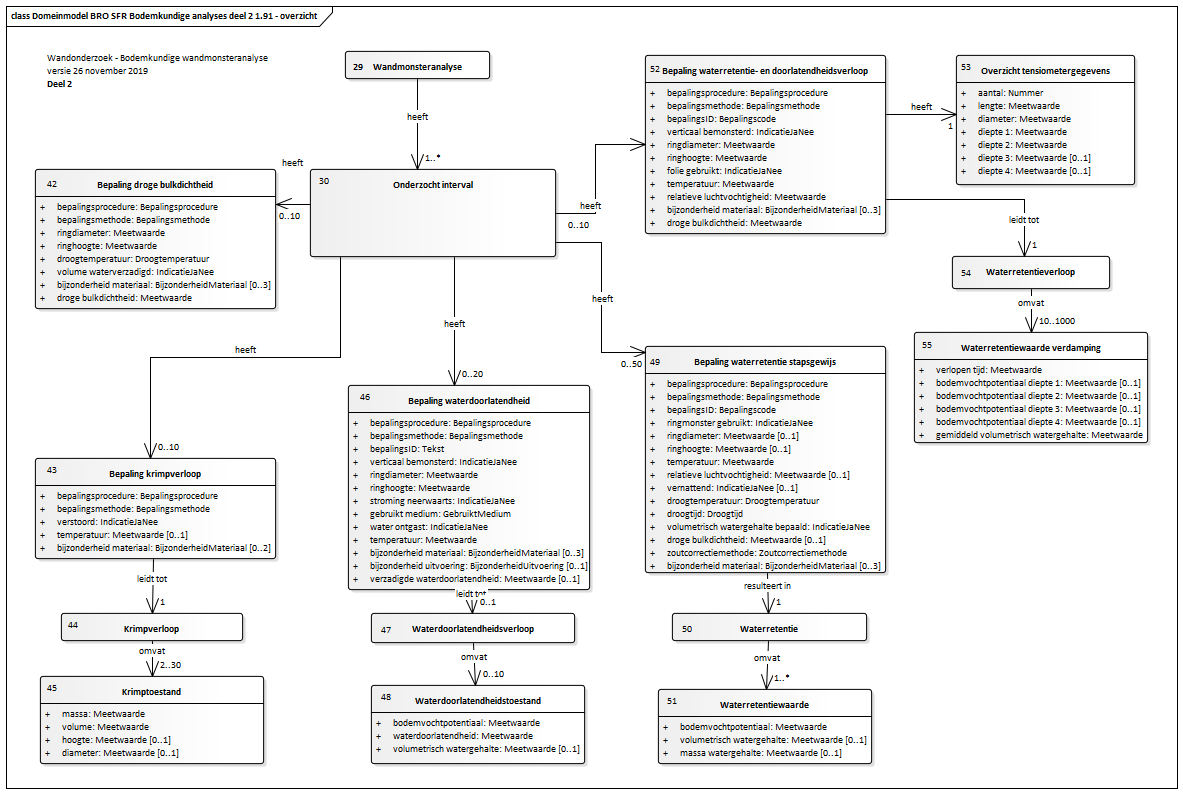 class Domeinmodel BRO SFR Bodemkundige analyses deel 2 1.91 - overzicht
Wandonderzoek - Bodemkundige wandmonsteranalyse
versie 26 november 2019
Deel 2
29 Wandmonsteranalyse
heeft
1..*
30 Onderzocht interval
heeft
0..10
42 Bepaling droge bulkdichtheid
+ bepalingsprocedure: Bepalingsprocedure
+ bepalingsmethode: Bepalingsmethode
+ ringdiameter: Meetwaarde
+ ringhoogte: Meetwaarde
+ droogtemperatuur: Droogtemperatuur
+ volume waterverzadigd: IndicatieJaNee
+ bijzonderheid materiaal: BijzonderheidMateriaal [0..3]
+ droge bulkdichtheid: Meetwaarde
heeft
0..10
52 Bepaling waterretentie- en doorlatendheidsverloop
+ bepalingsprocedure: Bepalingsprocedure
+ bepalingsmethode: Bepalingsmethode
+ bepalingsID: Bepalingscode
+ verticaal bemonsterd: IndicatieJaNee
+ ringdiameter: Meetwaarde
+ ringhoogte: Meetwaarde
+ folie gebruikt: IndicatieJaNee
+ temperatuur: Meetwaarde
+ relatieve luchtvochtigheid: Meetwaarde
+ bijzonderheid materiaal: BijzonderheidMateriaal [0..3]
+ droge bulkdichtheid: Meetwaarde
heeft
1
53 Overzicht tensiometergegevens
+ aantal: Nummer
+ lengte: Meetwaarde
+ diameter: Meetwaarde
+ diepte 1: Meetwaarde
+ diepte 2: Meetwaarde
+ diepte 3: Meetwaarde [0..1]
+ diepte 4: Meetwaarde [0..1]
leidt tot
1
54 Waterretentieverloop
omvat
10..1000
55 Waterretentiewaarde verdamping
+ verlopen tijd: Meetwaarde
+ bodemvochtpotentiaal diepte 1: Meetwaarde [0..1]
+ bodemvochtpotentiaal diepte 2: Meetwaarde [0..1]
+ bodemvochtpotentiaal diepte 3: Meetwaarde [0..1]
+ bodemvochtpotentiaal diepte 4: Meetwaarde [0..1]
+ gemiddeld volumetrisch watergehalte: Meetwaarde
heeft
0..10
43 Bepaling krimpverloop
+ bepalingsprocedure: Bepalingsprocedure
+ bepalingsmethode: Bepalingsmethode
+ verstoord: IndicatieJaNee
+ temperatuur: Meetwaarde [0..1]
+ bijzonderheid materiaal: BijzonderheidMateriaal [0..2]
leidt tot
1
44 Krimpverloop
omvat
2..30
45 Krimptoestand
+ massa: Meetwaarde
+ volume: Meetwaarde
+ hoogte: Meetwaarde [0..1]
+ diameter: Meetwaarde [0..1]
heeft
0..20
46 Bepaling waterdoorlatendheid
+ bepalingsprocedure: Bepalingsprocedure
+ bepalingsmethode: Bepalingsmethode
+ bepalingsID: Tekst
+ verticaal bemonsterd: IndicatieJaNee
+ ringdiameter: Meetwaarde
+ ringhoogte: Meetwaarde
+ stroming neerwaarts: IndicatieJaNee
+ gebruikt medium: GebruiktMedium
+ water ontgast: IndicatieJaNee
+ temperatuur: Meetwaarde
+ bijzonderheid materiaal: BijzonderheidMateriaal [0..3]
+ bijzonderheid uitvoering: BijzonderheidUitvoering [0..1]
+ verzadigde waterdoorlatendheid: Meetwaarde [0..1]
leidt tot
0..1
47 Waterdoorlatendheidsverloop
omvat
0..10
48 Waterdoorlatendheidstoestand
+ bodemvochtpotentiaal: Meetwaarde
+ waterdoorlatendheid: Meetwaarde
+ volumetrisch watergehalte: Meetwaarde [0..1]
heeft
0..50
49 Bepaling waterretentie stapsgewijs
+ bepalingsprocedure: Bepalingsprocedure
+ bepalingsmethode: Bepalingsmethode
+ bepalingsID: Bepalingscode
+ ringmonster gebruikt: IndicatieJaNee
+ ringdiameter: Meetwaarde [0..1]
+ ringhoogte: Meetwaarde [0..1]
+ temperatuur: Meetwaarde
+ relatieve luchtvochtigheid: Meetwaarde [0..1]
+ vernattend: IndicatieJaNee [0..1]
+ droogtemperatuur: Droogtemperatuur
+ droogtijd: Droogtijd
+ volumetrisch watergehalte bepaald: IndicatieJaNee
+ droge bulkdichtheid: Meetwaarde [0..1]
+ zoutcorrectiemethode: Zoutcorrectiemethode
+ bijzonderheid materiaal: BijzonderheidMateriaal [0..3]
resulteert in
1
50 Waterretentie
omvat
1..*
51 Waterretentiewaarde
+ bodemvochtpotentiaal: Meetwaarde
+ volumetrisch watergehalte: Meetwaarde [0..1]
+ massa watergehalte: Meetwaarde [0..1]